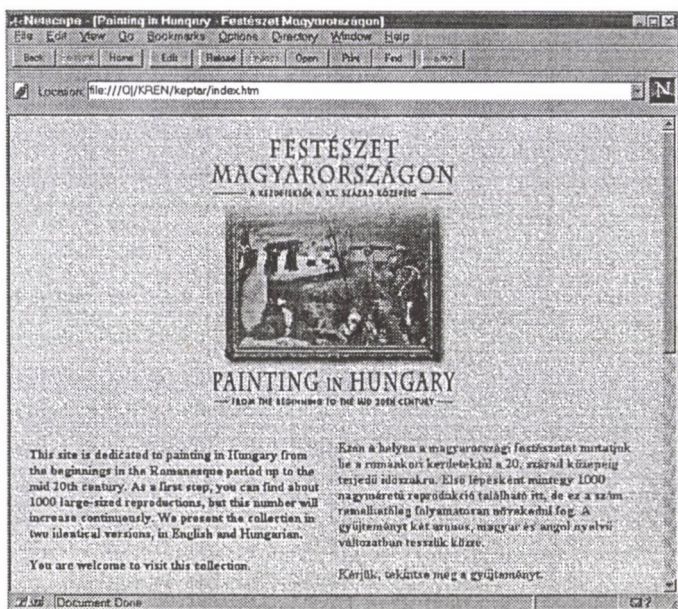 Netscape - [Painting in Hungary - Festészet Magyarországon]
File Edit View Go Bookmarks Options Directory Window Help
Back Forward Home Edit Reload Images Open Print Find Stop
Location: file:///O|/KREN/keptar/index.htm
FESTÉSZET
MAGYARORSZÁGON
A KEZDETEKTŐL A XX. SZÁZAD KÖZEPÉIG
PAINTING IN HUNGARY
FROM THE BEGINNING TO THE MID 20TH CENTURY
This site is dedicated to painting in Hungary from
the beginnings in the Romanesque period up to the
mid 20th century. As a first step, you can find about
1000 large-sized reproductions, but this number will
increase continuously. We present the collection in
two identical versions, in English and Hungarian.
You are welcome to visit this collection.
Ezen a helyen a magyarországi festészetet mutatjuk
be a románkori kezdetektől a 20. század közepéig
terjedő időszakra. Első lépésként mintegy 1000
nagyméretű reprodukció található itt, de ez a szám
remélhetőleg folyamatosan növekedni fog. A
gyűjteményt két azonos, magyar és angol nyelvű
változatban tesszük közre.
Kérjük, tekintse meg a gyűjteményt.
Document: Done